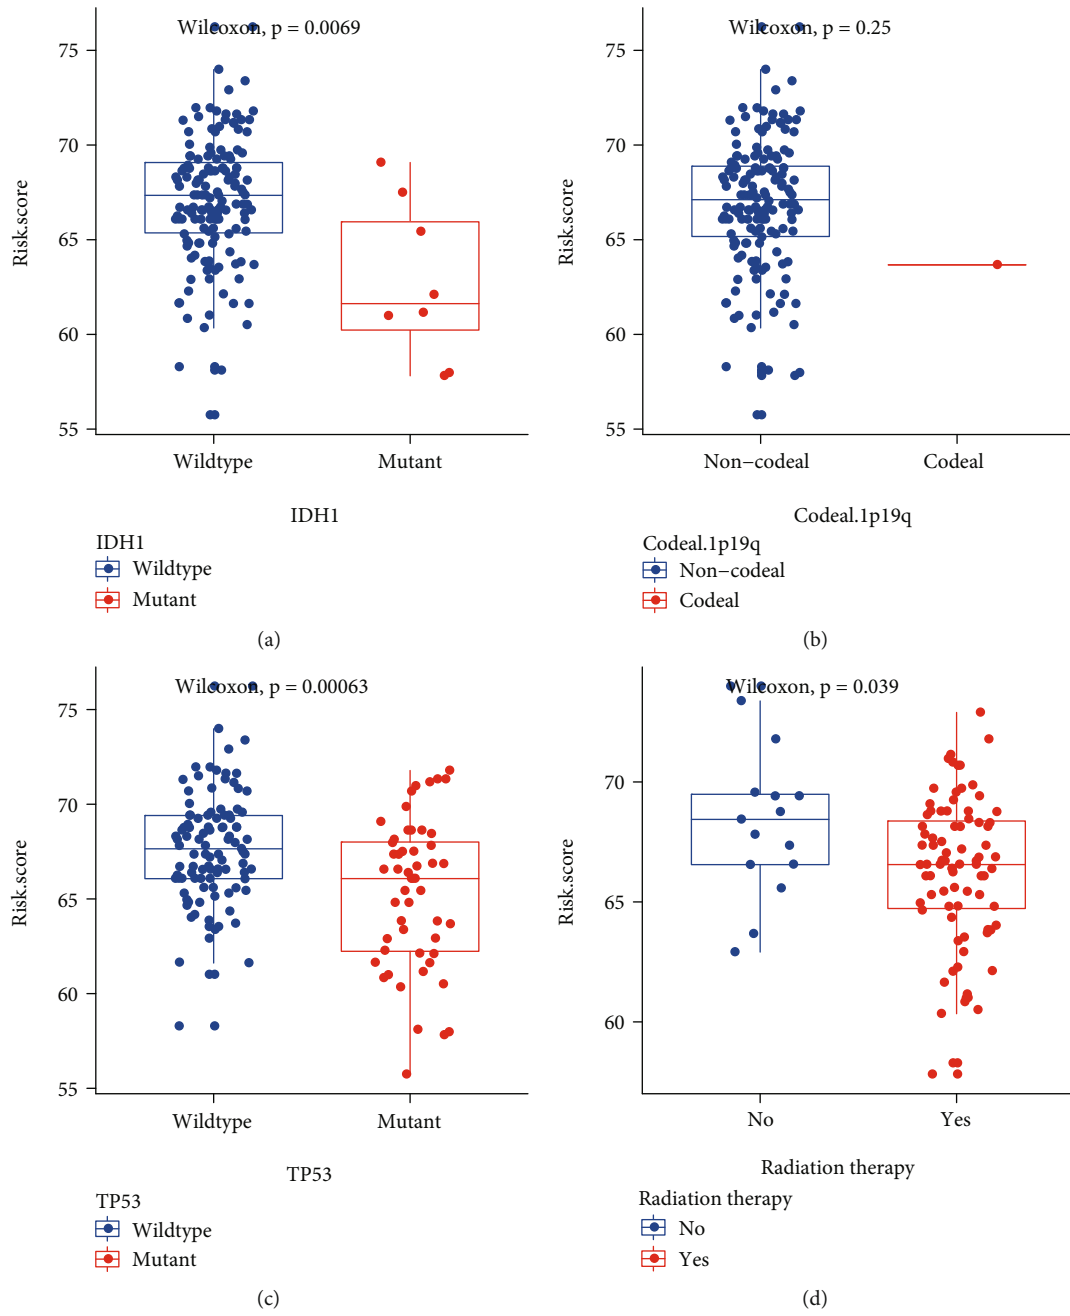 Wilcoxon, p = 0.0069
75
70
65
60
55
Risk.score
Wildtype
Mutant
IDH1
IDH1
Wildtype
Mutant
(a)
Wilcoxon, p = 0.25
75
70
65
60
55
Risk.score
Non−codeal
Codeal
Codeal.1p19q
Codeal.1p19q
Non−codeal
Codeal
(b)
Wilcoxon, p = 0.00063
75
70
65
60
55
Risk.score
Wildtype
Mutant
TP53
TP53
Wildtype
Mutant
(c)
Wilcoxon, p = 0.039
70
65
60
Risk.score
No
Yes
Radiation therapy
Radiation therapy
No
Yes
(d)